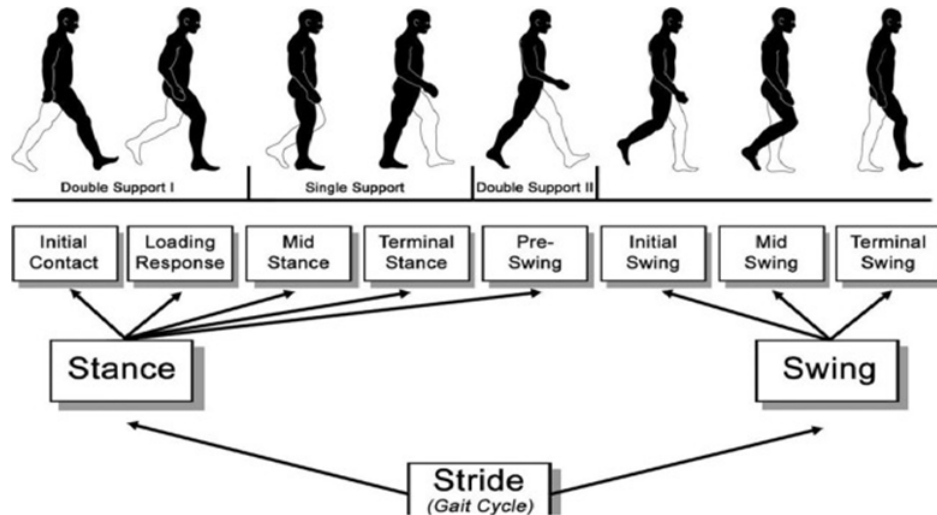 Double Support I
Single Support
Double Support II
Initial
Contact
Loading
Response
Mid
Stance
Terminal
Stance
Pre-
Swing
Initial
Swing
Mid
Swing
Terminal
Swing
Stance
Swing
Stride
(Gait Cycle)